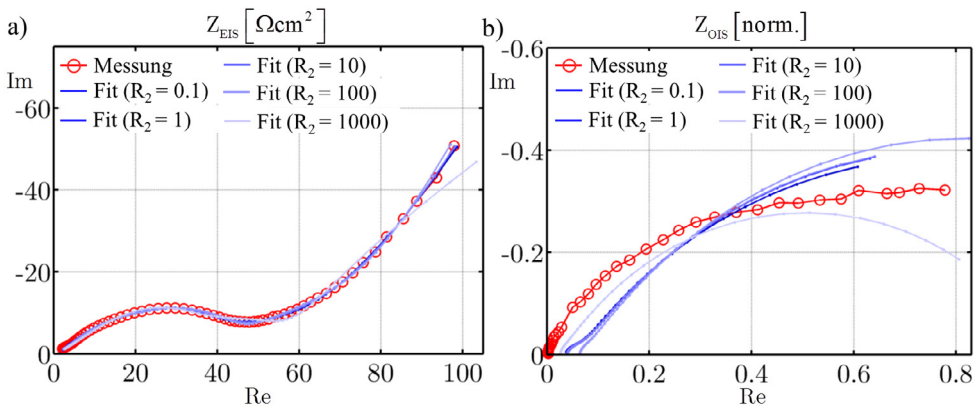 a)
Z_EIS [Ωcm²]
Im
Messung
Fit (R₂ = 0.1)
Fit (R₂ = 1)
Fit (R₂ = 10)
Fit (R₂ = 100)
Fit (R₂ = 1000)
-60
-40
-20
0
0 20 40 60 80 100
Re
b)
Z_OIS [norm.]
-0.6
Im
Messung
Fit (R₂ = 0.1)
Fit (R₂ = 1)
Fit (R₂ = 10)
Fit (R₂ = 100)
Fit (R₂ = 1000)
-0.4
-0.2
0
0 0.2 0.4 0.6 0.8
Re